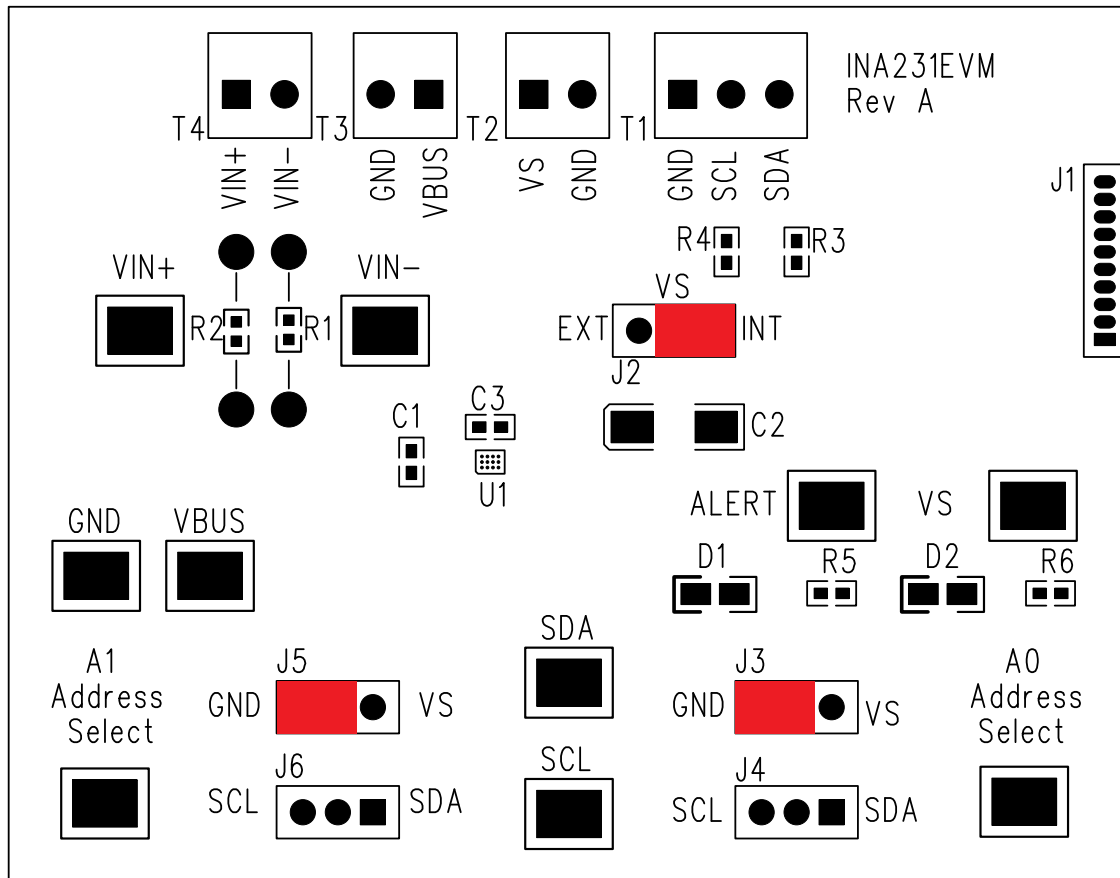 INA231EVM
Rev A
T4
T3
T2
T1
VIN+
VIN-
GND
VBUS
VS
GND
GND
SCL
SDA
J1
R4
R3
VIN+
VIN-
VS
R2
R1
EXT
INT
J2
C1
C3
C2
U1
ALERT
VS
GND
VBUS
D1
R5
D2
R6
SDA
A1
Address
Select
J5
GND
VS
J3
GND
VS
A0
Address
Select
J6
SCL
SDA
SCL
J4
SCL
SDA